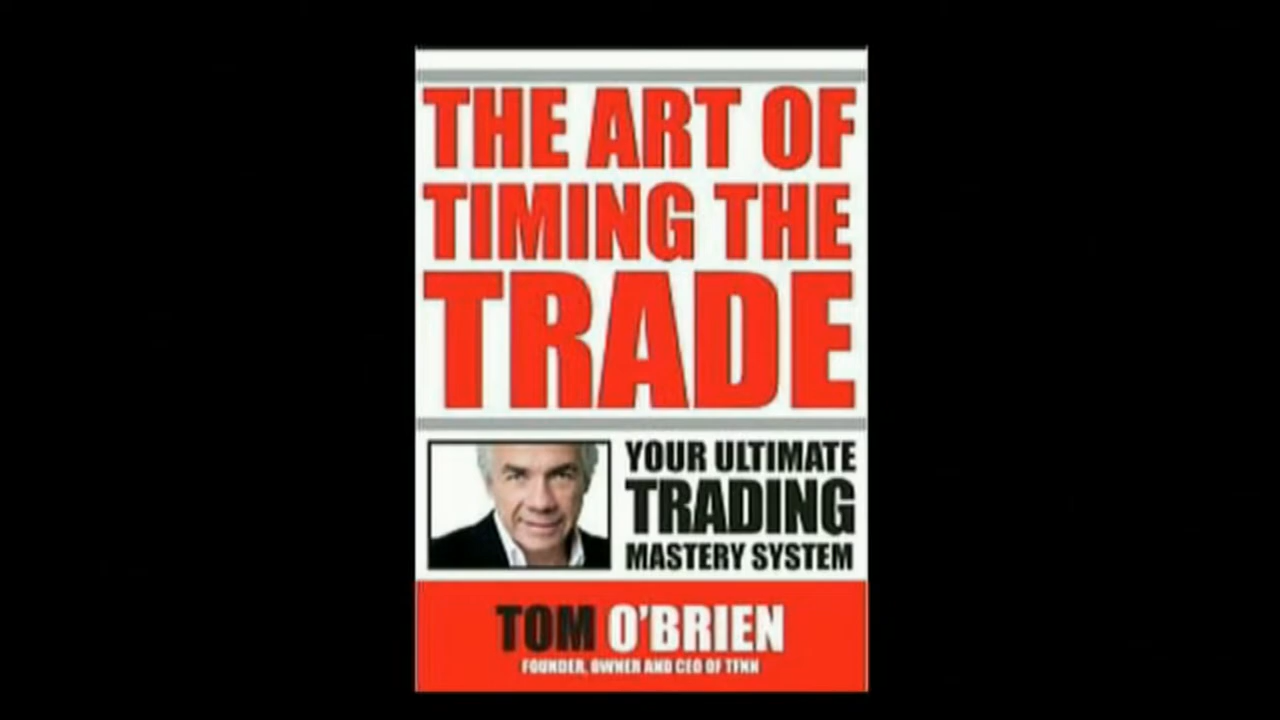 THE ART OF
TIMING THE
TRADE
YOUR ULTIMATE
TRADING
MASTERY SYSTEM
TOM O'BRIEN
FOUNDER, OWNER AND CEO OF TFNN